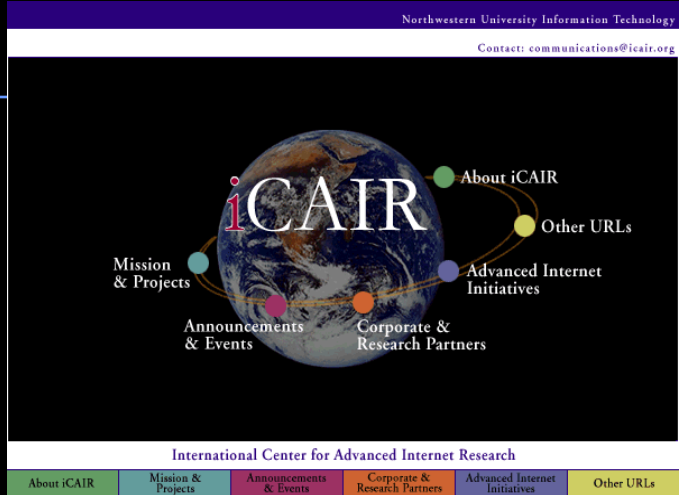 Northwestern University Information Technology
Contact: communications@icair.org
iCAIR
About iCAIR
Other URLs
Mission
& Projects
Advanced Internet
Initiatives
Announcements
& Events
Corporate &
Research Partners
International Center for Advanced Internet Research
About iCAIR
Mission &
Projects
Announcements
& Events
Corporate &
Research Partners
Advanced Internet
Initiatives
Other URLs